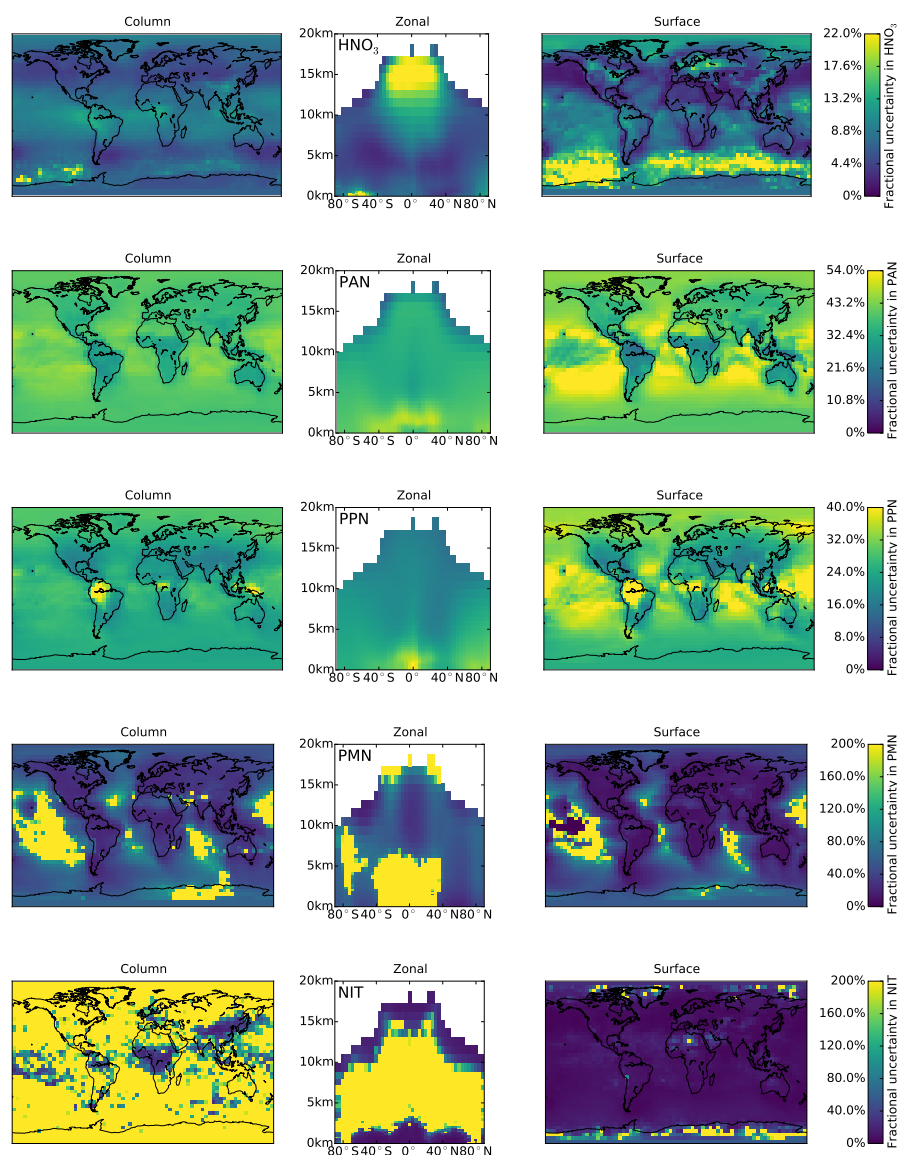 Column Zonal Surface
20km HNO₃ 22.0%
15km 17.6%
10km 13.2%
8.8%
5km 4.4%
0km 0%
80°S 40°S 0° 40°N 80°N
Fractional uncertainty in HNO₃
Column Zonal Surface
20km PAN 54.0%
15km 43.2%
10km 32.4%
21.6%
5km 10.8%
0km 0%
80°S 40°S 0° 40°N 80°N
Fractional uncertainty in PAN
Column Zonal Surface
20km PPN 40.0%
15km 32.0%
10km 24.0%
16.0%
5km 8.0%
0km 0%
80°S 40°S 0° 40°N 80°N
Fractional uncertainty in PPN
Column Zonal Surface
20km PMN 200%
15km 160.0%
10km 120.0%
80.0%
5km 40.0%
0km 0%
80°S 40°S 0° 40°N 80°N
Fractional uncertainty in PMN
Column Zonal Surface
20km NIT 200%
15km 160.0%
10km 120.0%
80.0%
5km 40.0%
0km 0%
80°S 40°S 0° 40°N 80°N
Fractional uncertainty in NIT